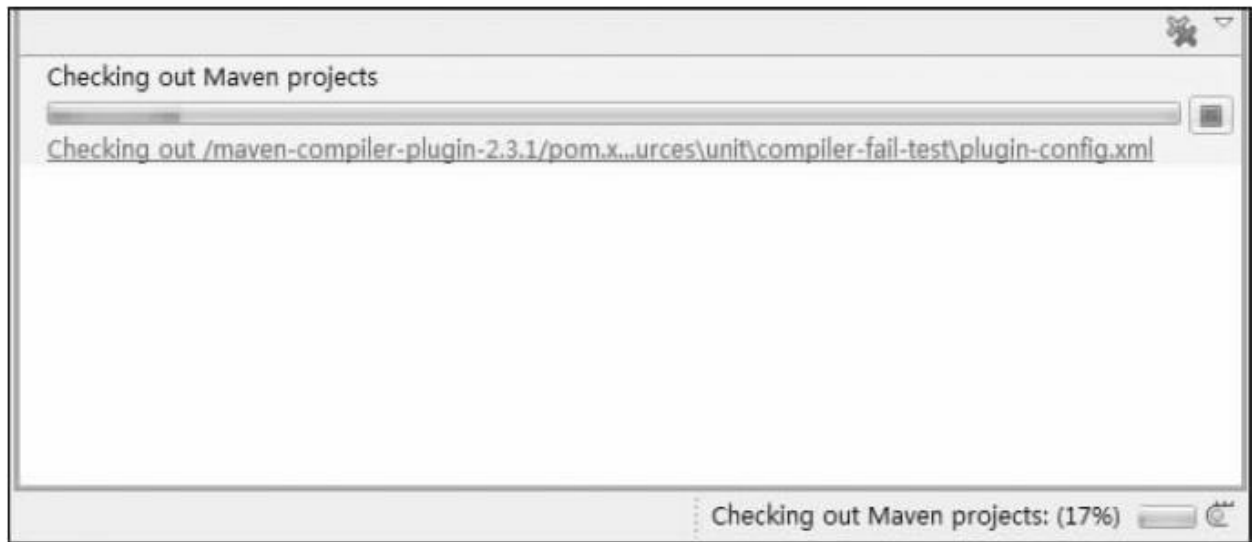 Checking out Maven projects
Checking out /maven-compiler-plugin-2.3.1/pom.x...urces\unit\compiler-fail-test\plugin-config.xml
Checking out Maven projects: (17%)